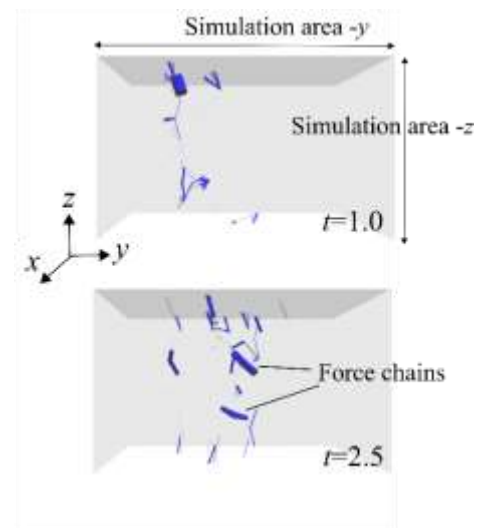 Simulation area -y
Simulation area -z
t=1.0
z
x
y
Force chains
t=2.5